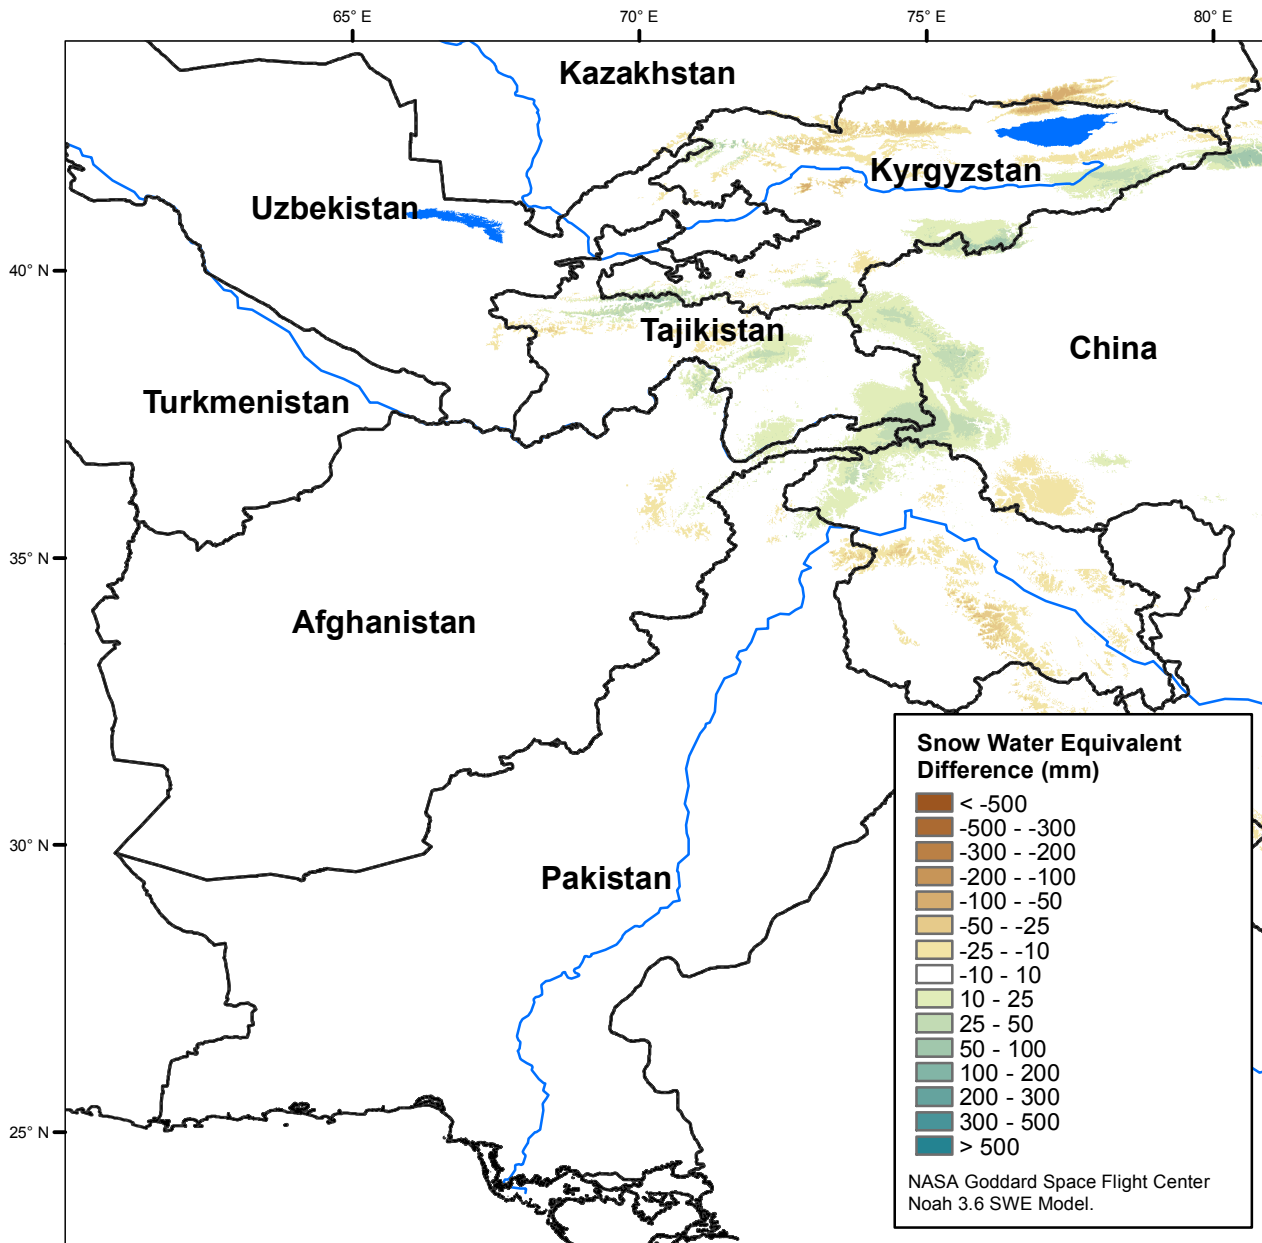 65° E
70° E
75° E
80° E
Kazakhstan
Kyrgyzstan
Uzbekistan
40° N
Tajikistan
China
Turkmenistan
35° N
Afghanistan
Snow Water Equivalent
Difference (mm)
< -500
-500 - -300
-300 - -200
-200 - -100
-100 - -50
-50 - -25
-25 - -10
-10 - 10
10 - 25
25 - 50
50 - 100
100 - 200
200 - 300
300 - 500
> 500
NASA Goddard Space Flight Center
Noah 3.6 SWE Model.
30° N
Pakistan
25° N